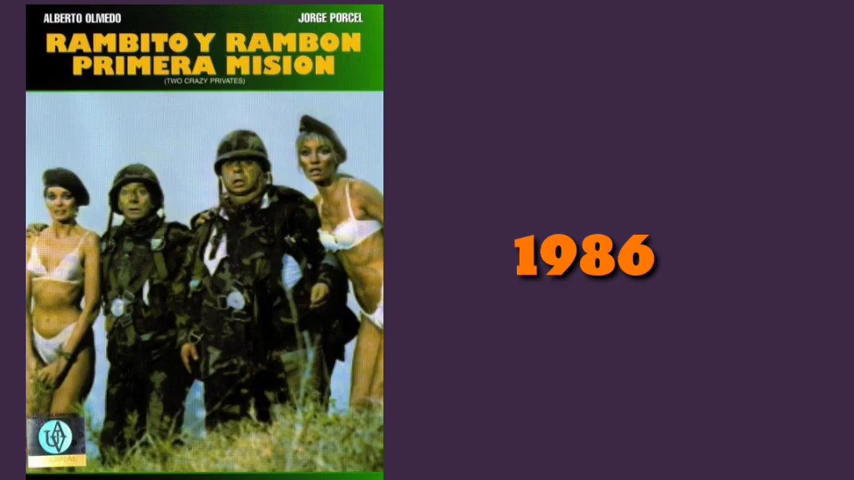 ALBERTO OLMEDO
JORGE PORCEL
RAMBITO Y RAMBON
PRIMERA MISION
(TWO CRAZY PRIVATES)
1986